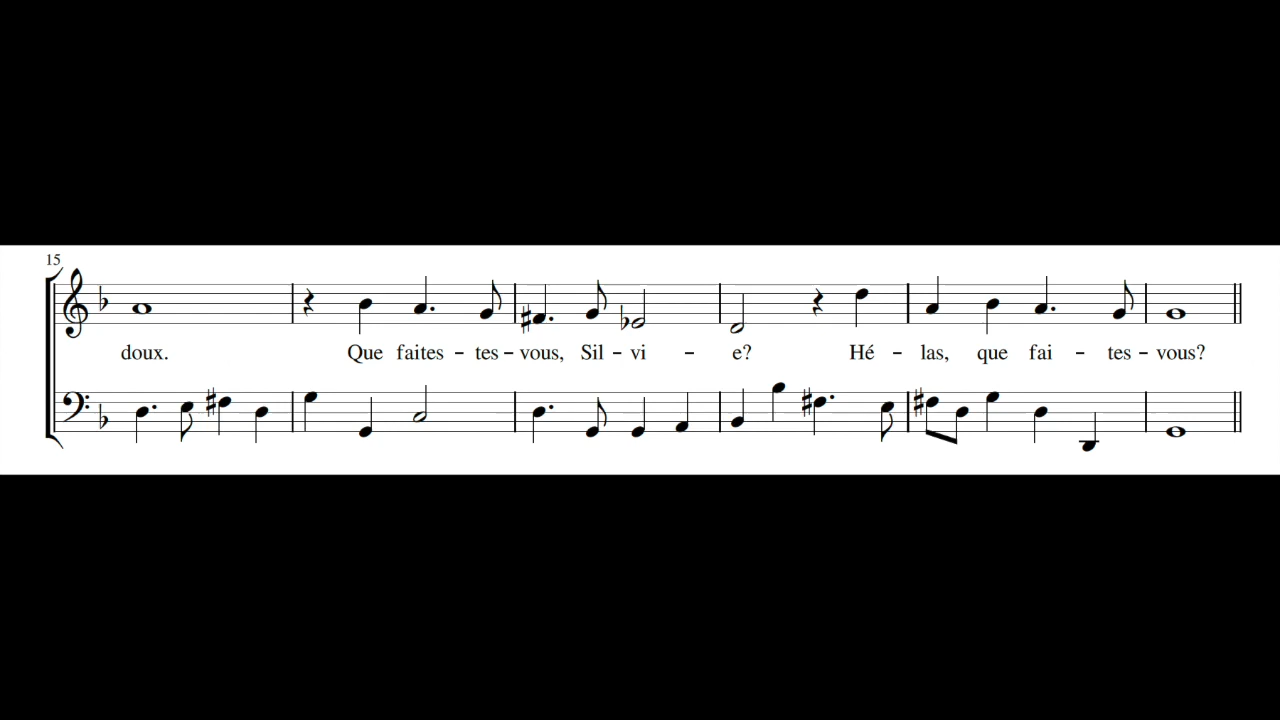 15
doux. Que faites - tes - vous, Sil - vi - e? Hé - las, que fai - tes - vous?